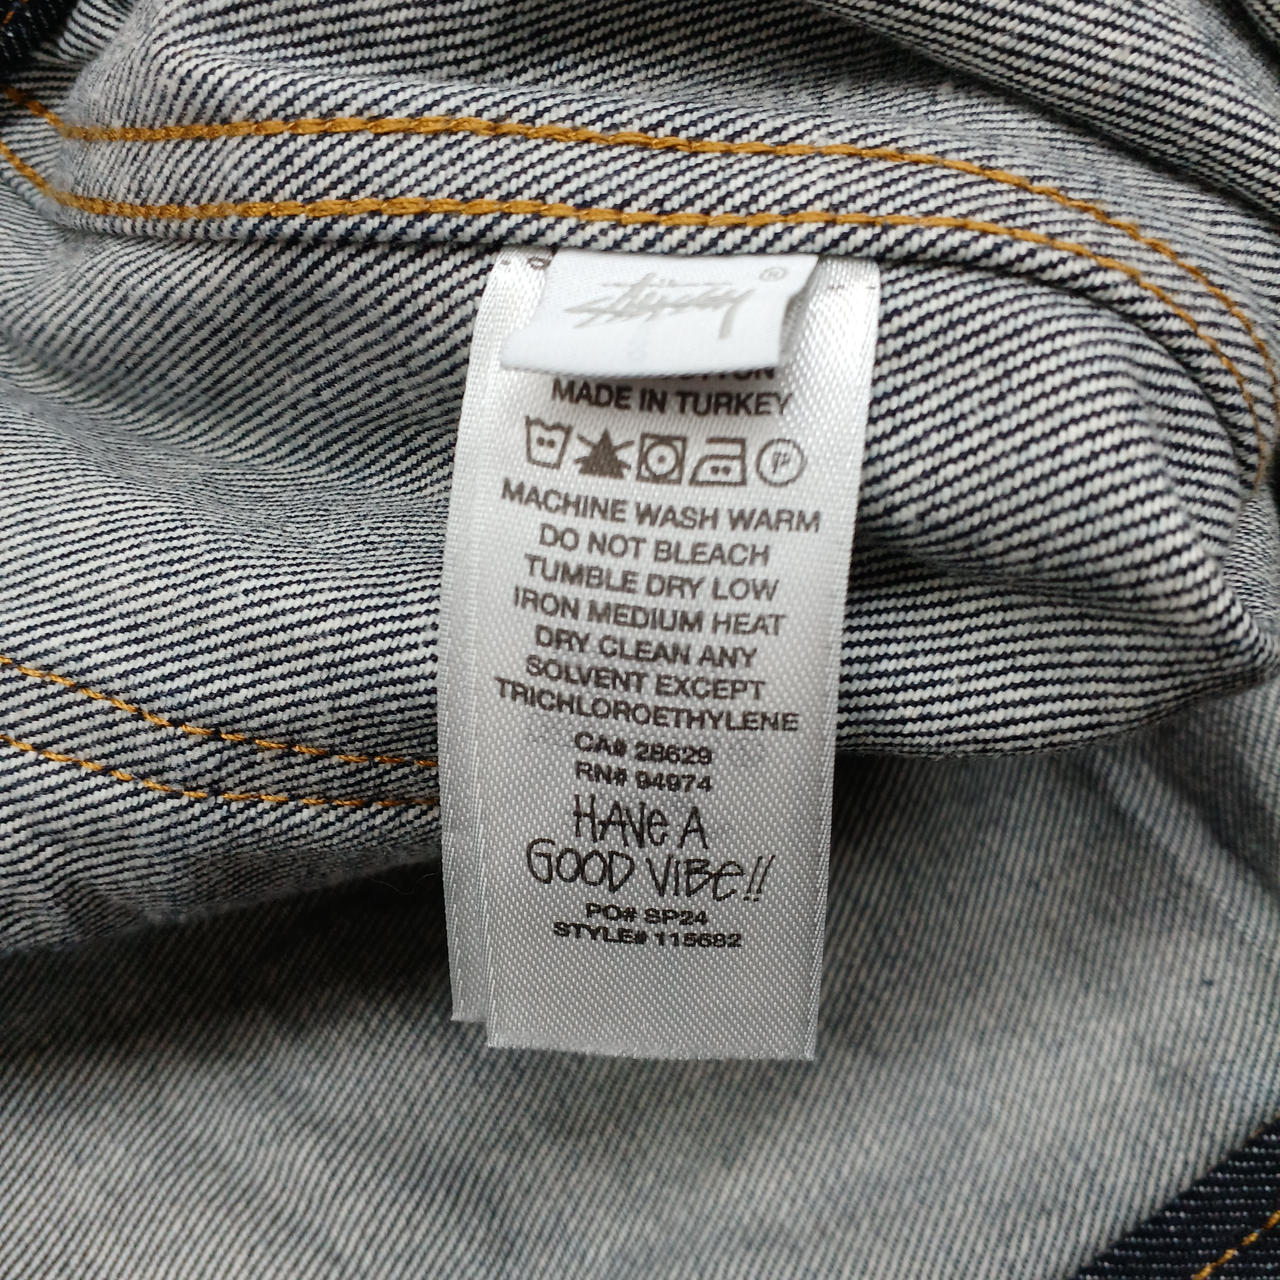 Stüssy ®
MADE IN TURKEY
MACHINE WASH WARM
DO NOT BLEACH
TUMBLE DRY LOW
IRON MEDIUM HEAT
DRY CLEAN ANY
SOLVENT EXCEPT
TRICHLOROETHYLENE
CA# 28629
RN# 94974
HAVE A
GOOD VIBE!!
PO# SP24
STYLE# 115682